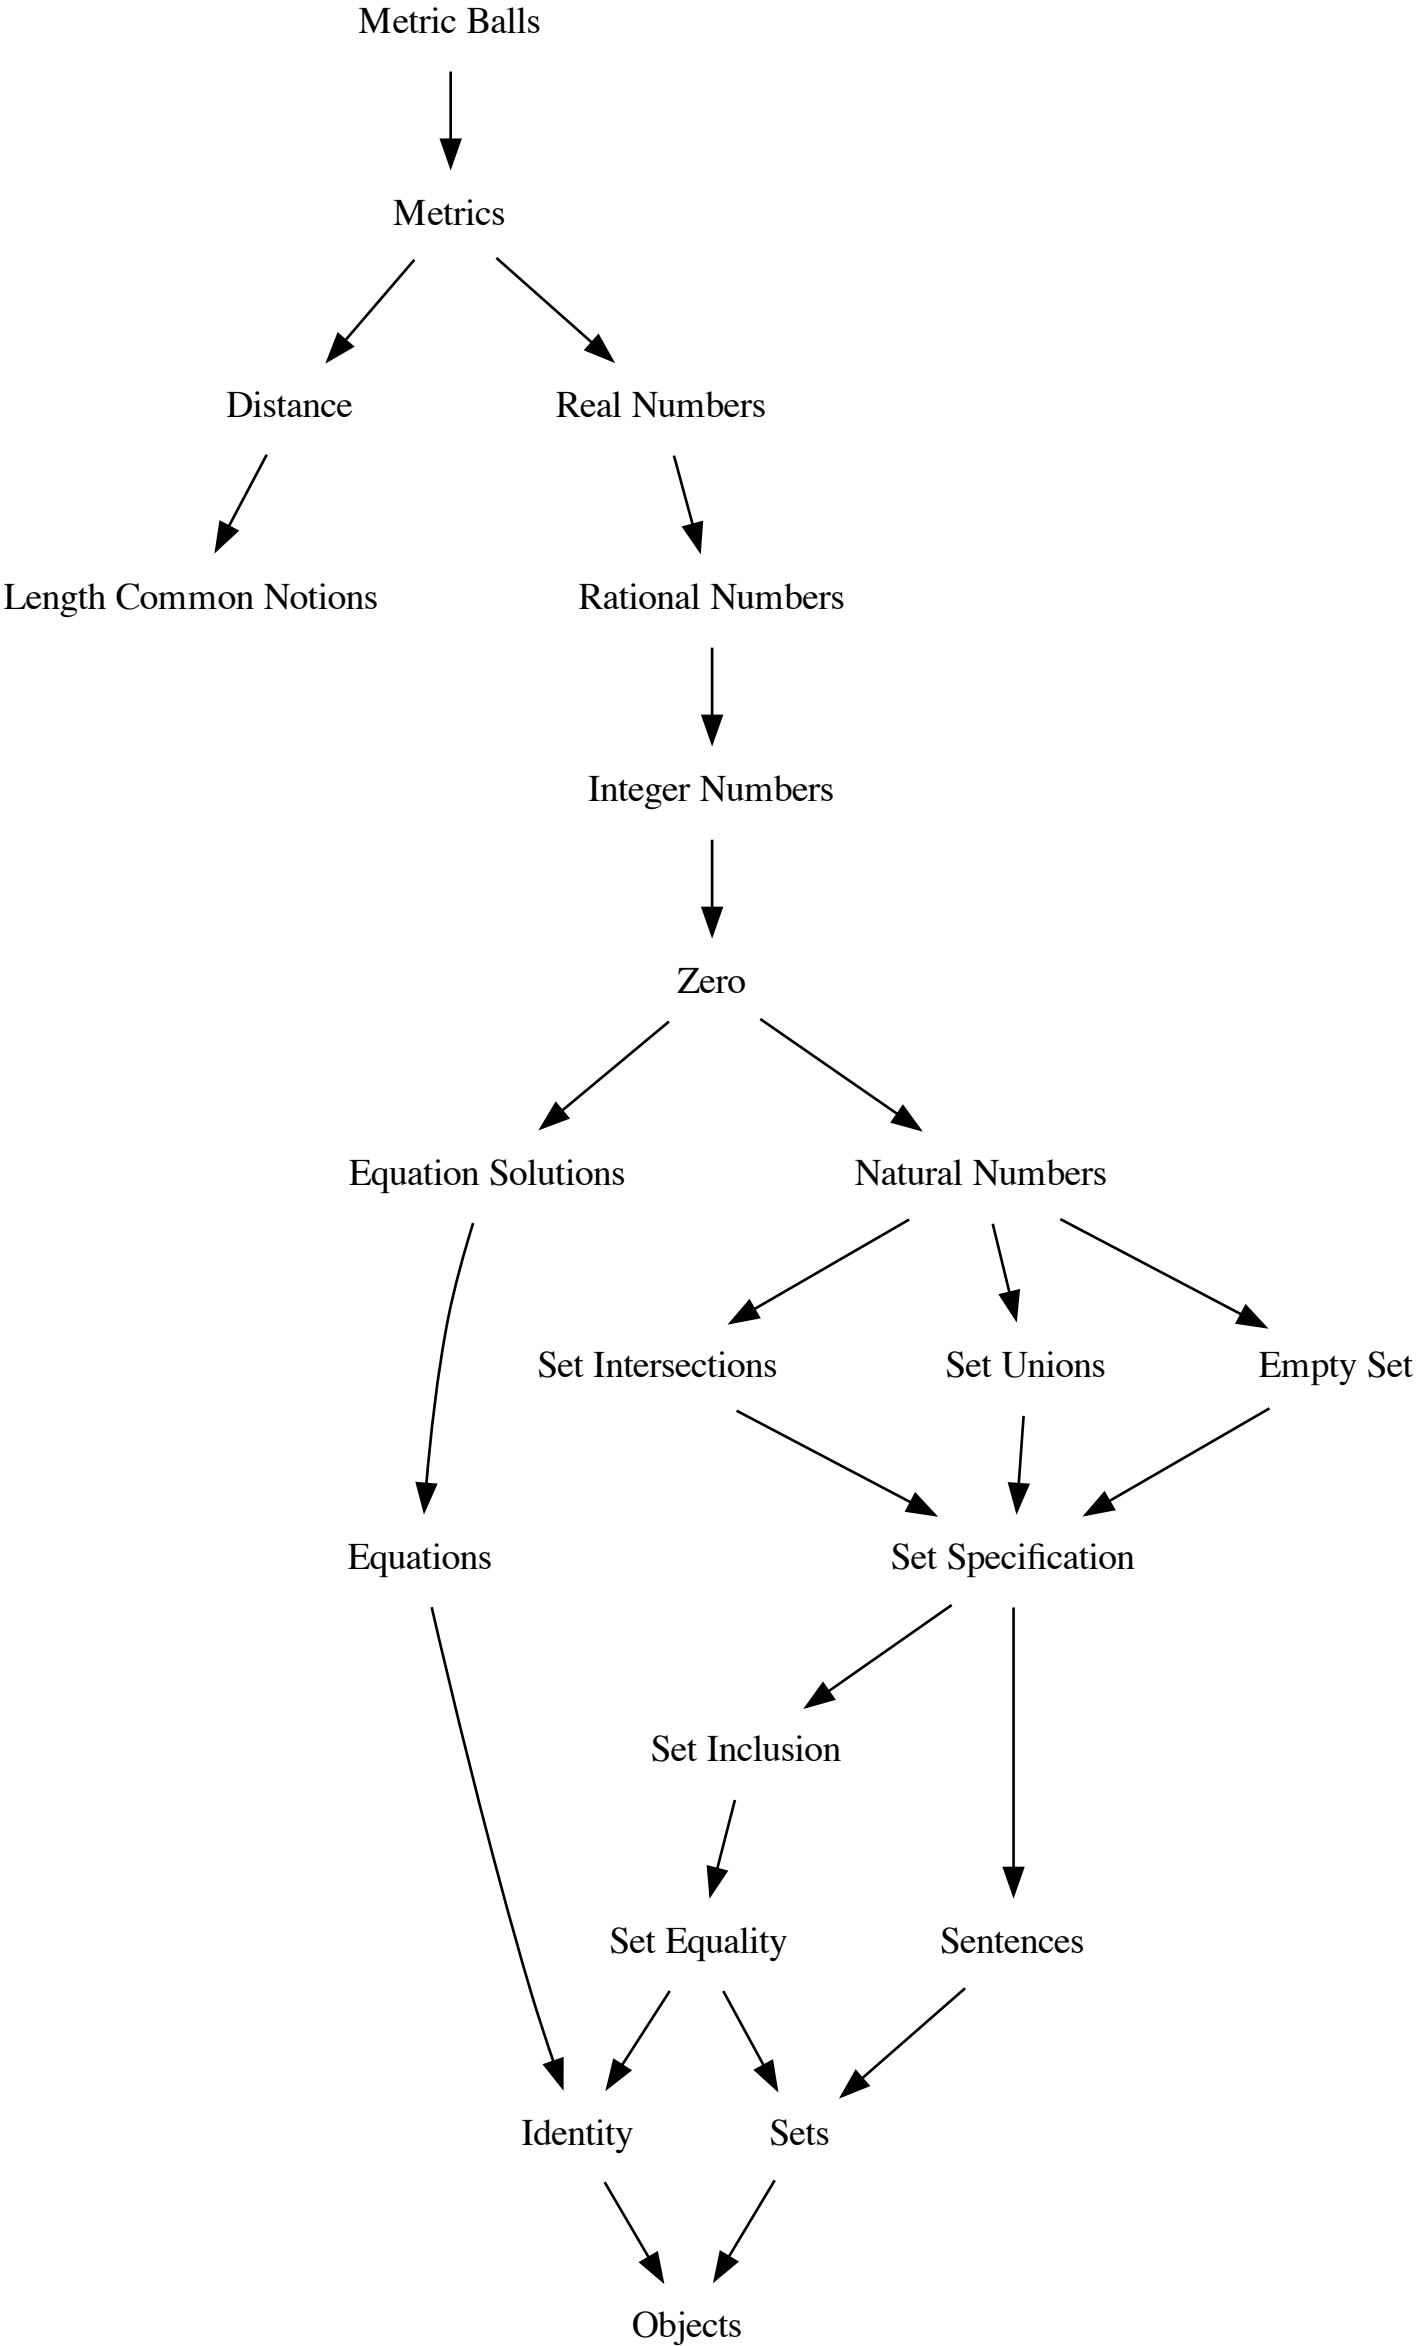 Metric Balls
Metrics
Distance
Real Numbers
Length Common Notions
Rational Numbers
Integer Numbers
Zero
Equation Solutions
Natural Numbers
Set Intersections
Set Unions
Empty Set
Equations
Set Specification
Set Inclusion
Set Equality
Sentences
Identity
Sets
Objects